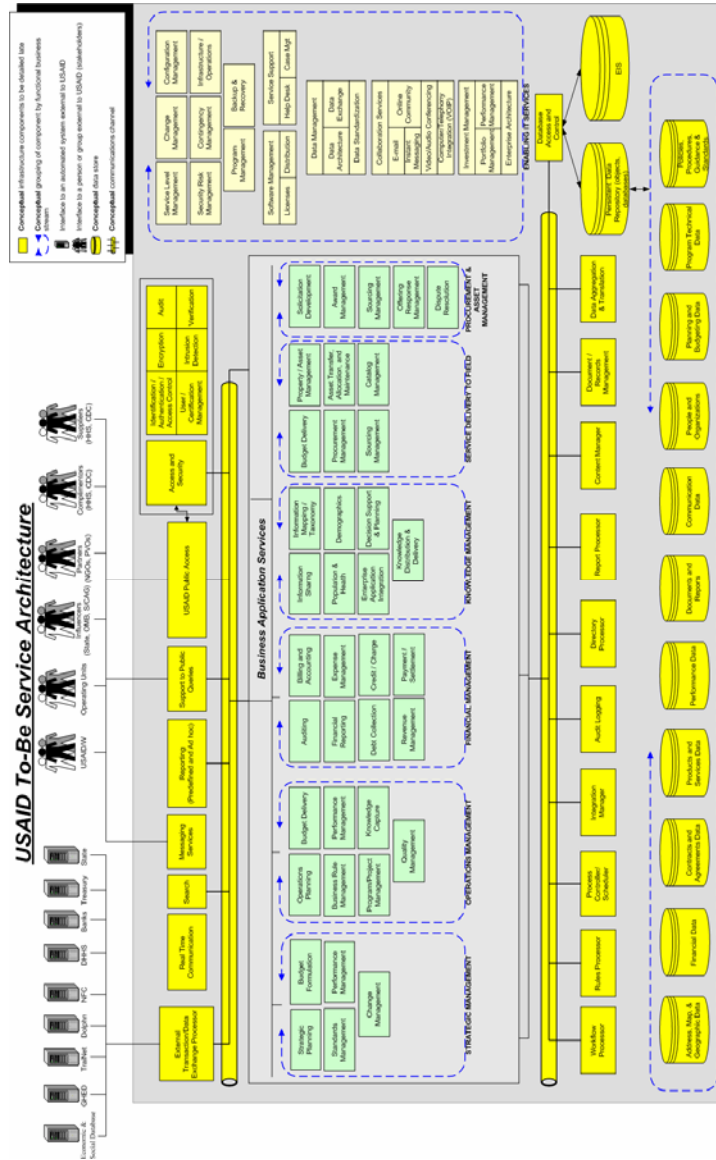 USAID To-Be Service Architecture
Conceptual infrastructure components to be detailed late
Conceptual grouping of component by functional business
stream
Interface to an automated system external to USAID
Interface to a person or group external to USAID (stakeholders)
Conceptual data store
Conceptual communications channel
Economic &
Social Database
GHED
TraiNet
Dolphn
NFC
DHHS
Banks
Treasury
State
USAID/W
Operating Units
Influencers
(State, OMB, S/CAG)
Partners
(NGOs, PVOs)
Complimentors
(HHS, CDC)
Suppliers
(HHS, CDC)
External
Transaction/Data
Exchange Processor
Real Time
Communication
Search
Messaging
Services
Reporting
(Predefined and Ad hoc)
Support to Public
Queries
USAID Public Access
Access and
Security
Identification /
Authentication /
Access Control
Encryption
Audit
User /
Certification
Management
Intrusion
Detection
Verification
Business Application Services
Strategic
Planning
Budget
Formulation
Standards
Management
Performance
Management
Change
Management
STRATEGIC MANAGEMENT
Operations
Planning
Budget Delivery
Business Rule
Management
Performance
Management
Program/Project
Management
Knowledge
Capture
Quality
Management
OPERATIONS MANAGEMENT
Auditing
Billing and
Accounting
Financial
Reporting
Expense
Management
Debt Collection
Credit / Charge
Revenue
Management
Payment /
Settlement
FINANCIAL MANAGEMENT
Information
Sharing
Information
Mapping /
Taxonomy
Population &
Health
Demographics
Enterprise
Application
Integration
Decision Support
& Planning
Knowledge
Distribution &
Delivery
KNOWLEDGE MANAGEMENT
Budget Delivery
Property / Asset
Management
Procurement
Management
Asset Transfer,
Allocation, and
Maintenance
Sourcing
Management
Catalog
Management
SERVICE DELIVERY TO FIELD
Solicitation
Development
Award
Management
Sourcing
Management
Offering
Response
Management
Dispute
Resolution
PROCUREMENT &
ASSET
MANAGEMENT
Service Level
Management
Change
Management
Configuration
Management
Security Risk
Management
Contingency
Management
Infrastructure /
Operations
Program
Management
Backup &
Recovery
Software Management
Licenses
Distribution
Service Support
Help Desk
Case Mgt
Data Management
Data
Architecture
Data
Exchange
Data Standardization
Collaboration Services
E-mail
Online
Community
Instant
Messaging
Video/Audio Conferencing
Computer/Telephony
Integration (VOIP)
Investment Management
Portfolio
Management
Performance
Management
Enterprise Architecture
ENABLING IT SERVICES
Database
Access and
Control
Workflow
Processor
Rules Processor
Process
Controller/
Scheduler
Integration
Manager
Audit Logging
Directory
Processor
Report Processor
Content Manager
Document /
Records
Management
Data Aggregation
& Translation
Persistent Data
Repository (objects,
databases)
EIS
Address, Map, &
Geographic Data
Financial Data
Contracts and
Agreements Data
Products and
Services Data
Performance Data
Documents and
Reports
Communication
Data
People and
Organizations
Planning and
Budgeting Data
Program Technical
Data
Policies,
Procedures,
Guidance &
Standards